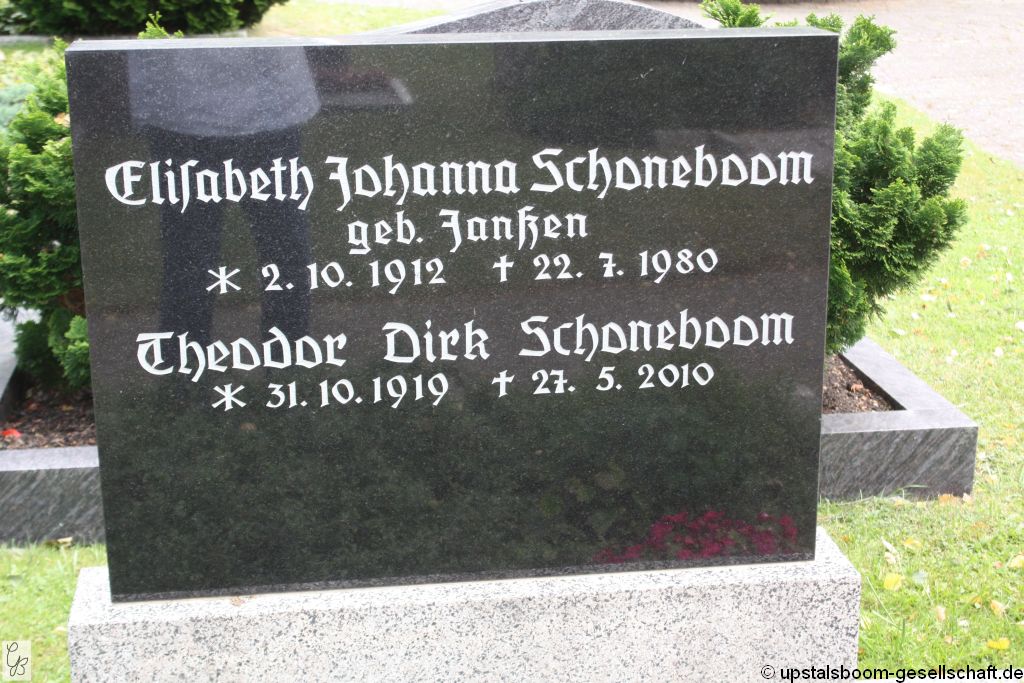 Eliſabeth Johanna Schoneboom
geb. Janßen
* 2. 10. 1912 † 22. 7. 1980
Theodor Dirk Schoneboom
* 31. 10. 1919 † 27. 5. 2010
GB
© upstalsboom-gesellschaft.de